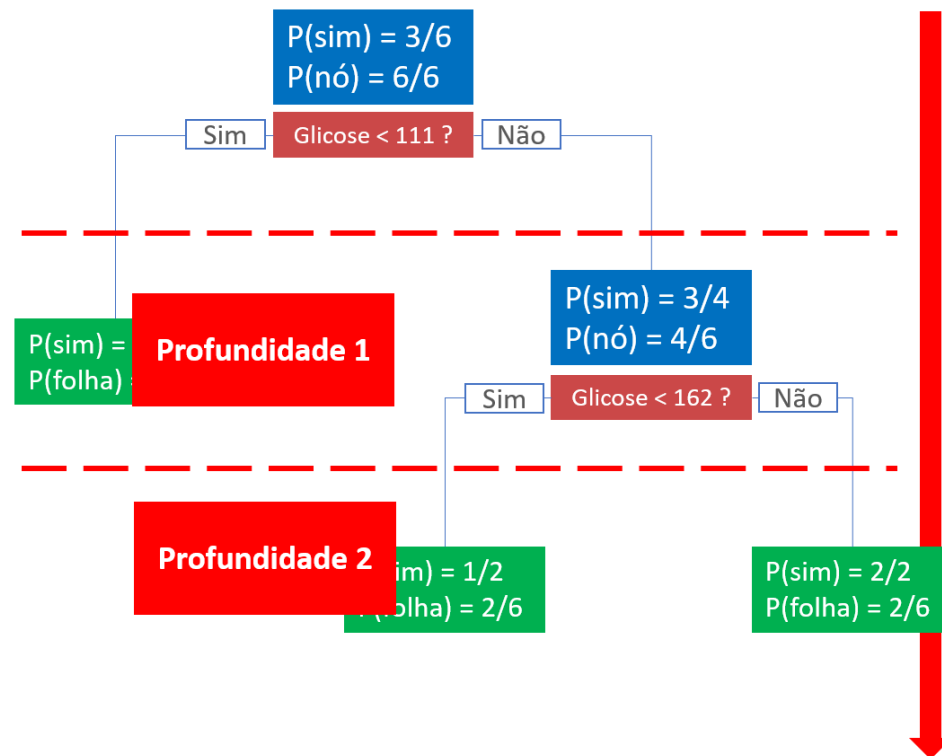 P(sim) = 3/6
P(nó) = 6/6
Sim
Glicose < 111 ?
Não
P(sim) = 3/4
P(nó) = 4/6
P(sim) =
P(folha)
Profundidade 1
Sim
Glicose < 162 ?
Não
Profundidade 2
= 1/2
= 2/6
P(sim) = 2/2
P(folha) = 2/6